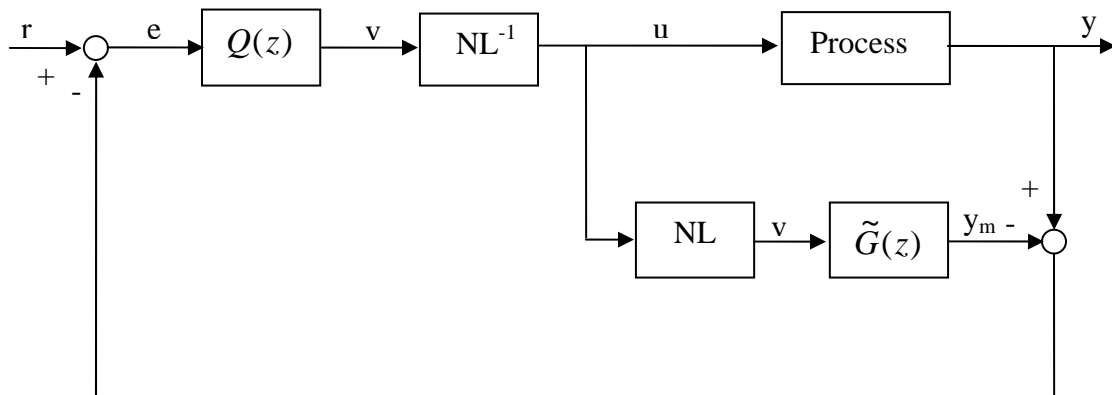 r
+
-
e
Q(z)
v
NL⁻¹
u
Process
y
NL
v
G̃(z)
yₘ
-
+